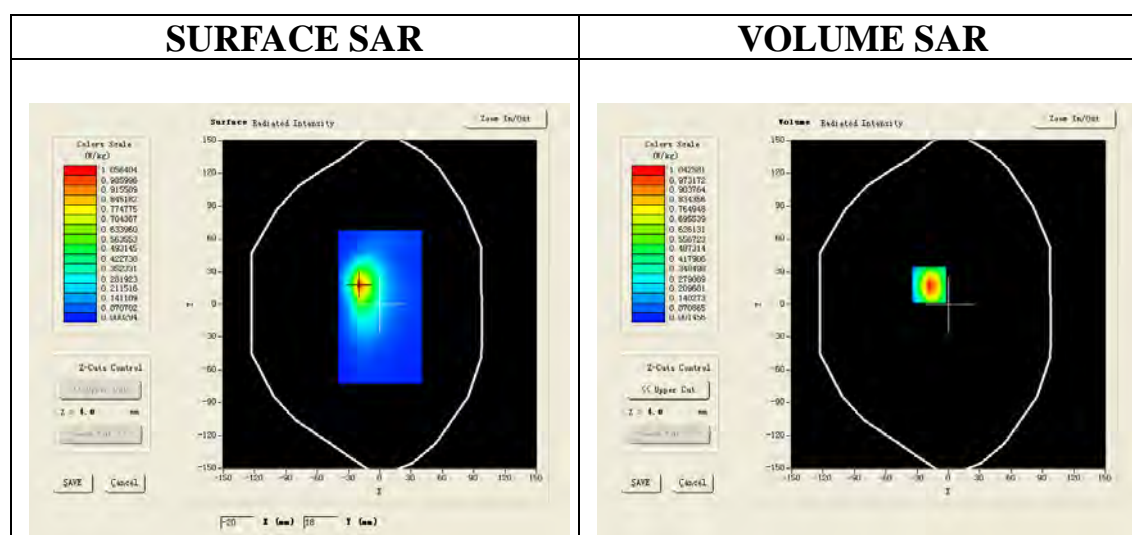 SURFACE SAR
VOLUME SAR
Surface Radiated Intensity
Zoom In/Out
Colors Scale
(W/kg)
1.056404
0.985996
0.915589
0.845182
0.774775
0.704367
0.633960
0.563553
0.493145
0.422738
0.352331
0.281923
0.211516
0.141109
0.070702
0.000294
150
120
90
60
30
0
-30
-60
-90
-120
-150
-150 -120 -90 -60 -30 0 30 60 90 120 150
X
Z-Cuts Control
Z = 4.0 mm
SAVE
Cancel
-20 X (mm) 18 Y (mm)
Volume Radiated Intensity
Zoom In/Out
Colors Scale
(W/kg)
1.042581
0.973172
0.903764
0.834356
0.764948
0.695539
0.626131
0.556723
0.487314
0.417906
0.348498
0.279089
0.209681
0.140273
0.070865
0.001456
150
120
90
60
30
0
-30
-60
-90
-120
-150
-150 -120 -90 -60 -30 0 30 60 90 120 150
X
Z-Cuts Control
<< Upper Cut
Z = 4.0 mm
SAVE
Cancel